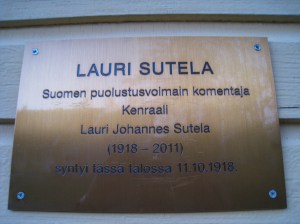 LAURI SUTELA
Suomen puolustusvoimain komentaja
Kenraali
Lauri Johannes Sutela
(1918 – 2011)
syntyi tässä talossa 11.10.1918.